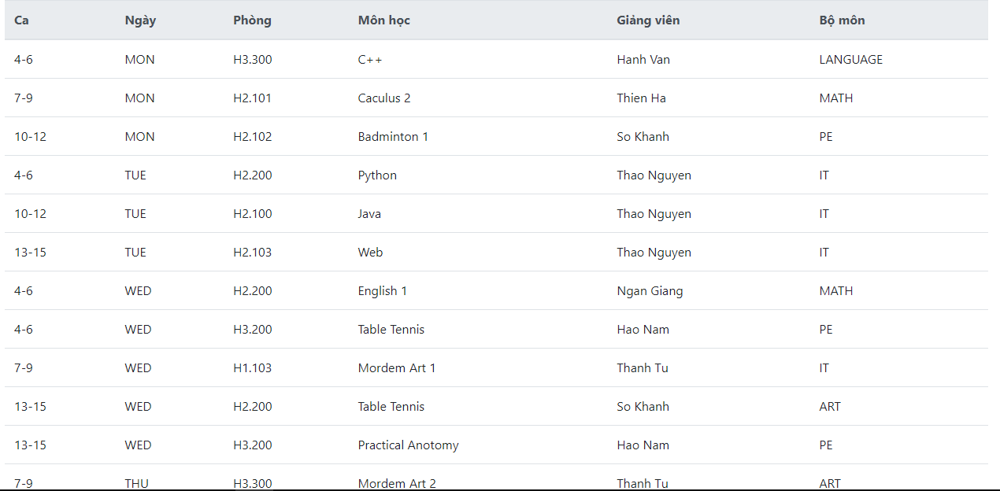 Ca Ngày Phòng Môn học Giảng viên Bộ môn
4-6 MON H3.300 C++ Hanh Van LANGUAGE
7-9 MON H2.101 Caculus 2 Thien Ha MATH
10-12 MON H2.102 Badminton 1 So Khanh PE
4-6 TUE H2.200 Python Thao Nguyen IT
10-12 TUE H2.100 Java Thao Nguyen IT
13-15 TUE H2.103 Web Thao Nguyen IT
4-6 WED H2.200 English 1 Ngan Giang MATH
4-6 WED H3.200 Table Tennis Hao Nam PE
7-9 WED H1.103 Mordem Art 1 Thanh Tu IT
13-15 WED H2.200 Table Tennis So Khanh ART
13-15 WED H3.200 Practical Anotomy Hao Nam PE
7-9 THU H3.300 Mordem Art 2 Thanh Tu ART